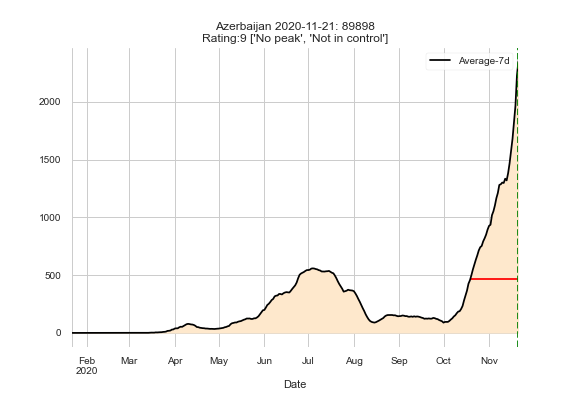 Azerbaijan 2020-11-21: 89898
Rating:9 ['No peak', 'Not in control']
Average-7d
2000
1500
1000
500
0
Feb Mar Apr May Jun Jul Aug Sep Oct Nov
2020
Date